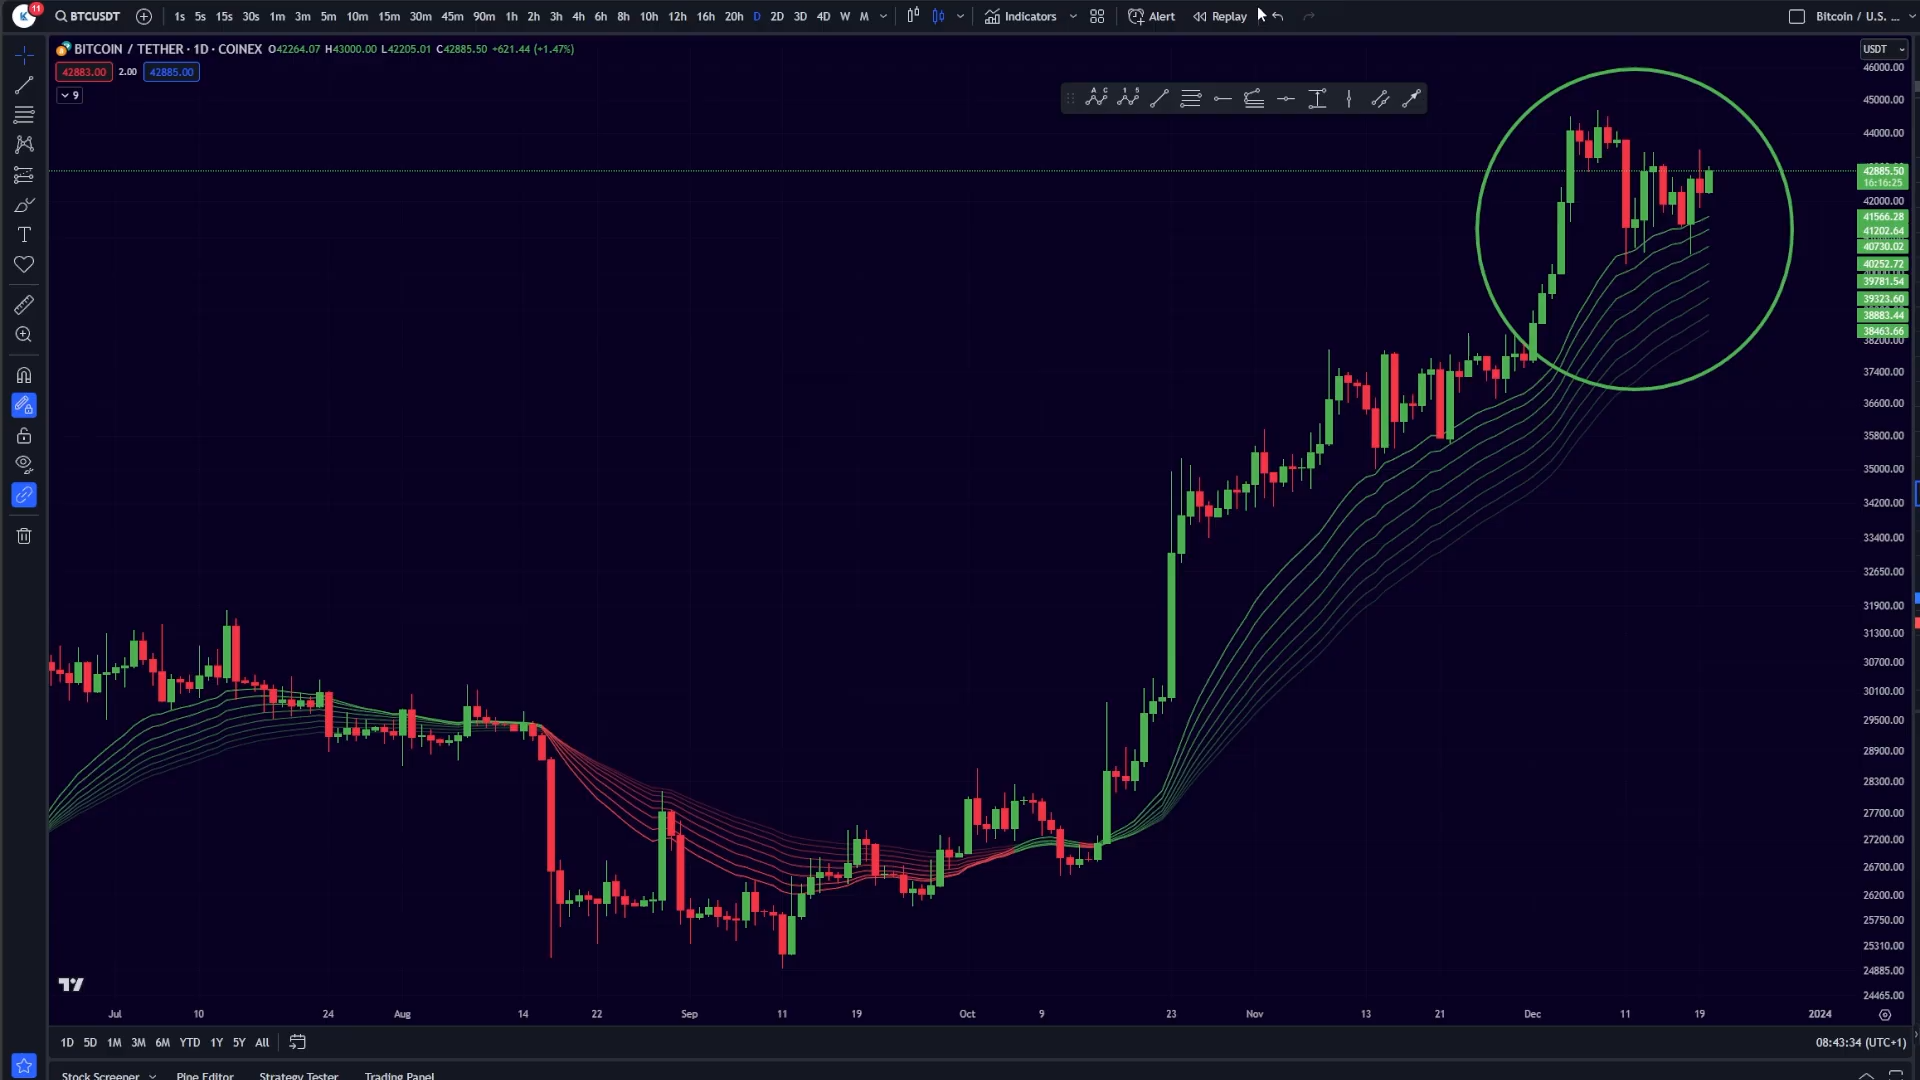 11
BTCUSDT
1s 5s 15s 30s 1m 3m 5m 10m 15m 30m 45m 90m 1h 2h 3h 4h 6h 8h 10h 12h 16h 20h D 2D 3D 4D W M
Indicators
Alert
Replay
Bitcoin / U.S. ...
BITCOIN / TETHER · 1D · COINEX O42264.07 H43000.00 L42205.01 C42885.50 +621.44 (+1.47%)
42883.00 2.00 42885.00
9
A C
1 5
T
USDT
46000.00
45000.00
44000.00
42885.50
16:16:25
42000.00
41566.28
41202.64
40730.02
40252.72
39781.54
39323.60
38883.44
38463.66
38200.00
37400.00
36600.00
35800.00
35000.00
34200.00
33400.00
32650.00
31900.00
31300.00
30700.00
30100.00
29500.00
28900.00
28300.00
27700.00
27200.00
26700.00
26200.00
25750.00
25310.00
24885.00
24465.00
Jul 10 24 Aug 14 22 Sep 11 19 Oct 9 23 Nov 13 21 Dec 11 19 2024
1D 5D 1M 3M 6M YTD 1Y 5Y All
08:43:34 (UTC+1)
Stock Screener Pine Editor Strategy Tester Trading Panel